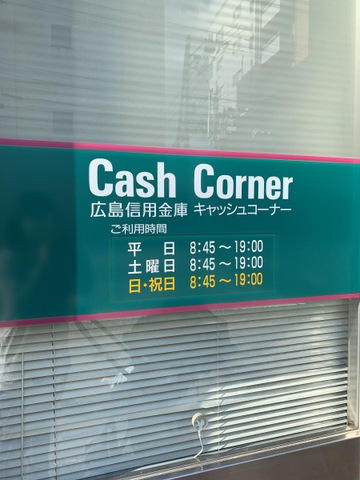 Cash Corner
広島信用金庫 キャッシュコーナー
ご利用時間
平 日 8:45～19:00
土曜日 8:45～19:00
日・祝日 8:45～19:00